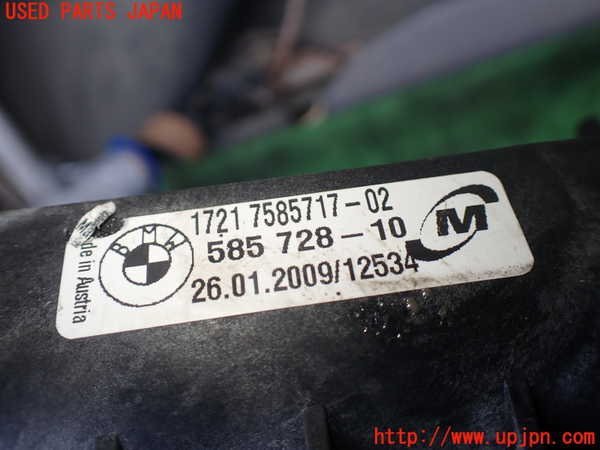 USED PARTS JAPAN
1721 7585717-02
585 728-10
26.01.2009/12534
BMW
M
in Austria
http://www.upjpn.com/